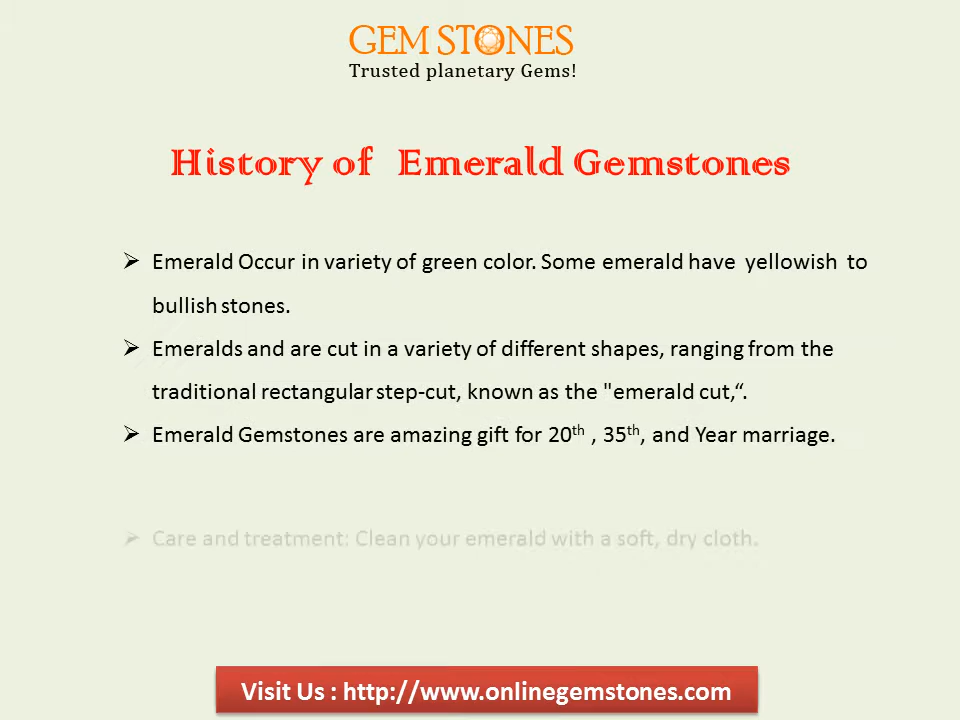 GEM STONES
Trusted planetary Gems!
History of Emerald Gemstones
➢ Emerald Occur in variety of green color. Some emerald have yellowish to
bullish stones.
➢ Emeralds and are cut in a variety of different shapes, ranging from the
traditional rectangular step-cut, known as the "emerald cut,“.
➢ Emerald Gemstones are amazing gift for 20th , 35th, and Year marriage.
➢ Care and treatment: Clean your emerald with a soft, dry cloth.
Visit Us : http://www.onlinegemstones.com